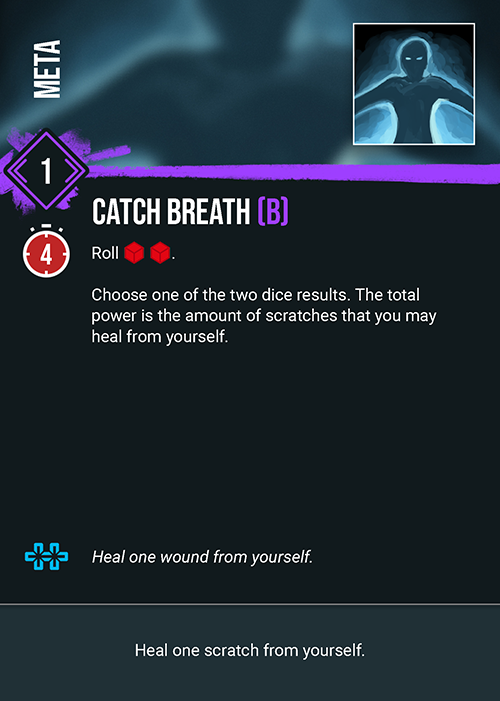 META
1
CATCH BREATH (B)
4
Roll .
Choose one of the two dice results. The total
power is the amount of scratches that you may
heal from yourself.
Heal one wound from yourself.
Heal one scratch from yourself.